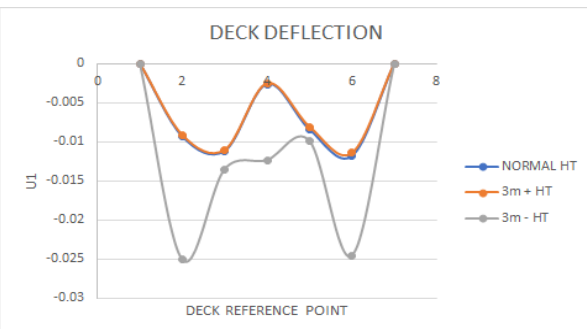 DECK DEFLECTION
0
0 2 4 6 8
-0.005
-0.01
-0.015
-0.02
-0.025
-0.03
U1
DECK REFERENCE POINT
NORMAL HT
3m + HT
3m - HT